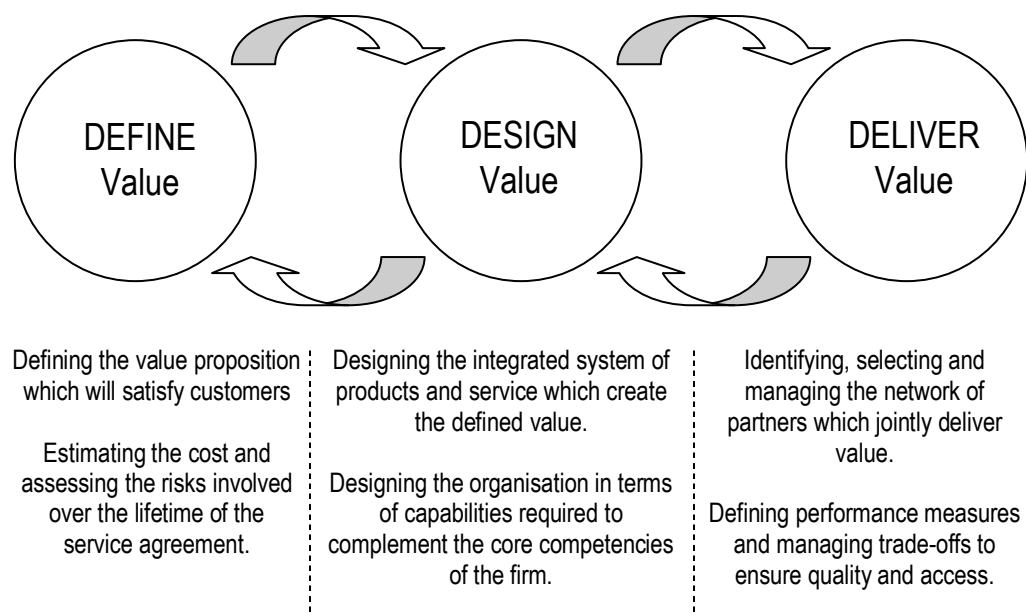 DEFINE
Value
DESIGN
Value
DELIVER
Value
Defining the value proposition
which will satisfy customers
Estimating the cost and
assessing the risks involved
over the lifetime of the
service agreement.
Designing the integrated system of
products and service which create
the defined value.
Designing the organisation in terms
of capabilities required to
complement the core competencies
of the firm.
Identifying, selecting and
managing the network of
partners which jointly deliver
value.
Defining performance measures
and managing trade-offs to
ensure quality and access.